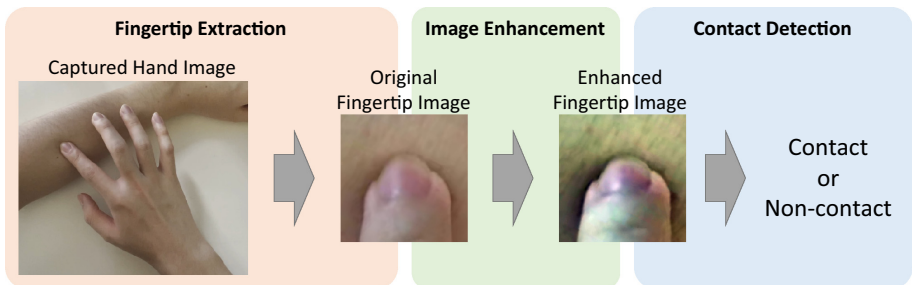 Fingertip Extraction
Captured Hand Image
Original
Fingertip Image
Image Enhancement
Enhanced
Fingertip Image
Contact Detection
Contact
or
Non-contact